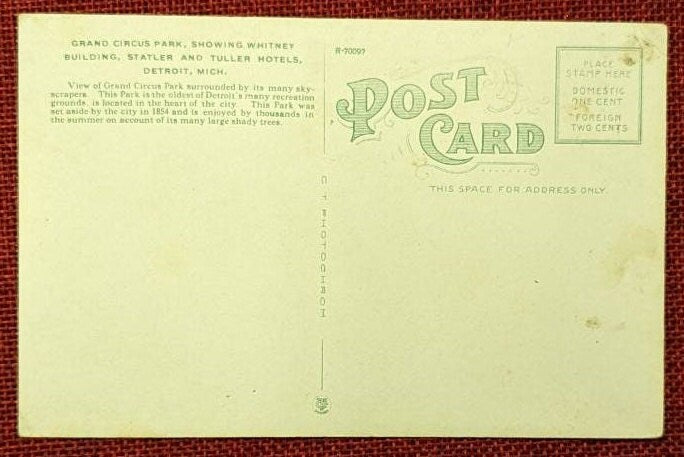 GRAND CIRCUS PARK, SHOWING WHITNEY
BUILDING, STATLER AND TULLER HOTELS,
DETROIT, MICH.
View of Grand Circus Park surrounded by its many sky-
scrapers. This Park is the oldest of Detroit's many recreation
grounds, is located in the heart of the city. This Park was
set aside by the city in 1854 and is enjoyed by thousands in
the summer on account of its many large shady trees.
R-70097
POST
CARD
THIS SPACE FOR ADDRESS ONLY.
PLACE
STAMP HERE
DOMESTIC
ONE CENT
FOREIGN
TWO CENTS